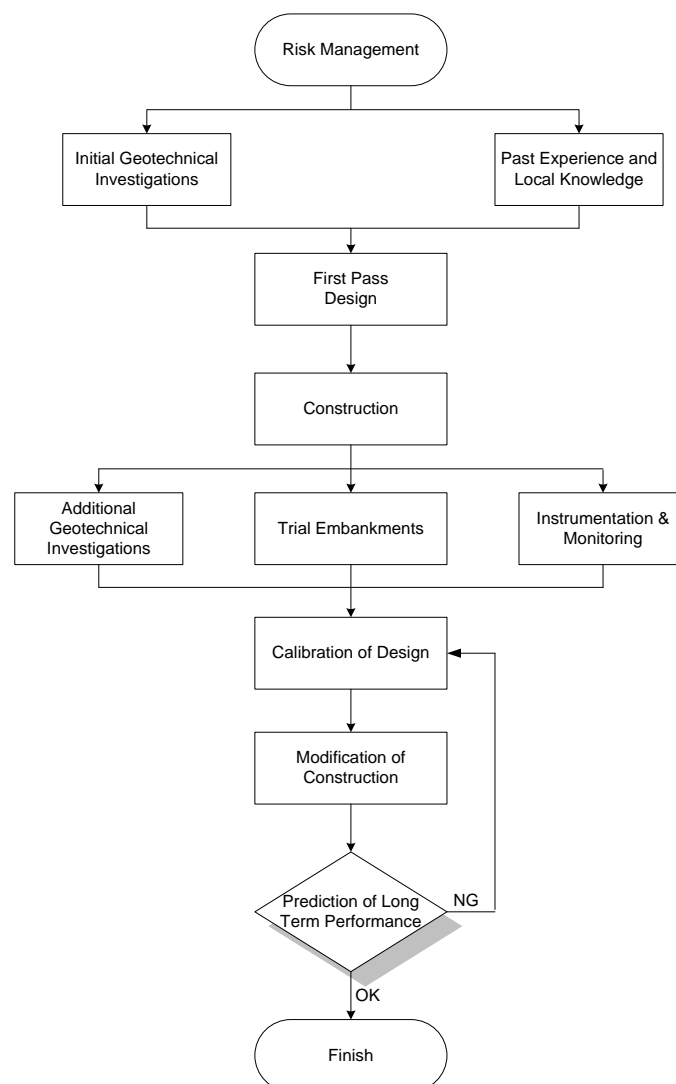 Risk Management
Initial Geotechnical
Investigations
Past Experience and
Local Knowledge
First Pass
Design
Construction
Additional
Geotechnical
Investigations
Trial Embankments
Instrumentation &
Monitoring
Calibration of Design
Modification of
Construction
Prediction of Long
Term Performance
NG
OK
Finish